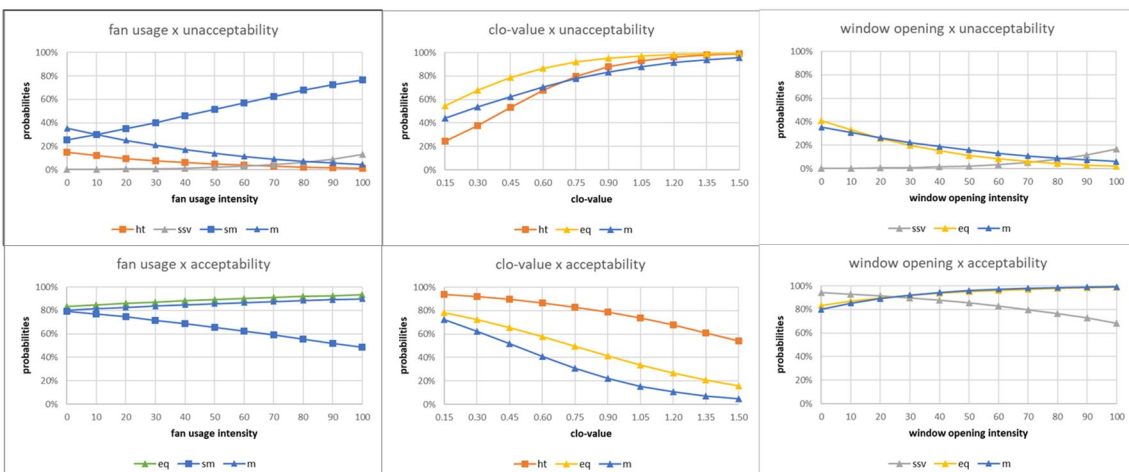 fan usage x unacceptability
100%
80%
60%
40%
20%
0%
probabilities
0 10 20 30 40 50 60 70 80 90 100
fan usage intensity
ht ssv sm m
clo-value x unacceptability
100%
80%
60%
40%
20%
0%
probabilities
0.15 0.30 0.45 0.60 0.75 0.90 1.05 1.20 1.35 1.50
clo-value
ht eq m
window opening x unacceptability
100%
80%
60%
40%
20%
0%
probabilities
0 10 20 30 40 50 60 70 80 90 100
window opening intensity
ssv eq m
fan usage x acceptability
100%
80%
60%
40%
20%
0%
probabilities
0 10 20 30 40 50 60 70 80 90 100
fan usage intensity
eq sm m
clo-value x acceptability
100%
80%
60%
40%
20%
0%
probabilities
0.15 0.30 0.45 0.60 0.75 0.90 1.05 1.20 1.35 1.50
clo-value
ht eq m
window opening x acceptability
100%
80%
60%
40%
20%
0%
probabilities
0 10 20 30 40 50 60 70 80 90 100
window opening intensity
ssv eq m